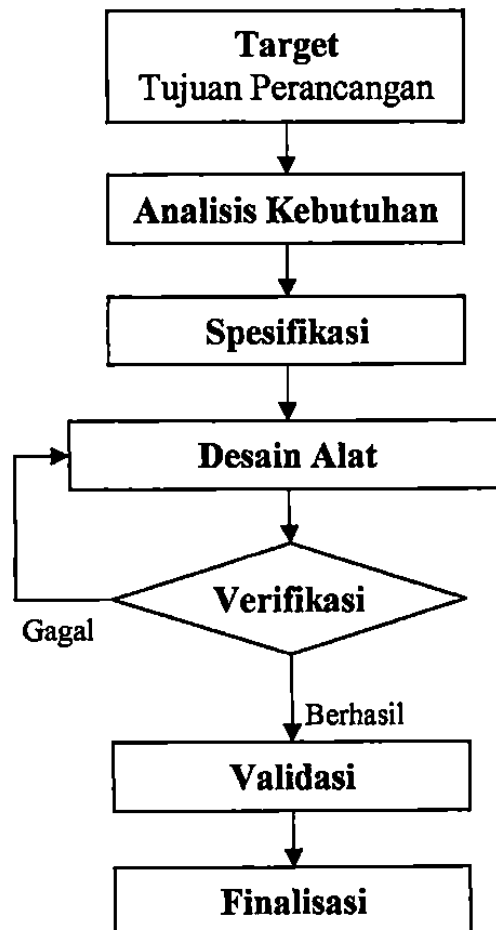 Target
Tujuan Perancangan
Analisis Kebutuhan
Spesifikasi
Desain Alat
Verifikasi
Gagal
Berhasil
Validasi
Finalisasi